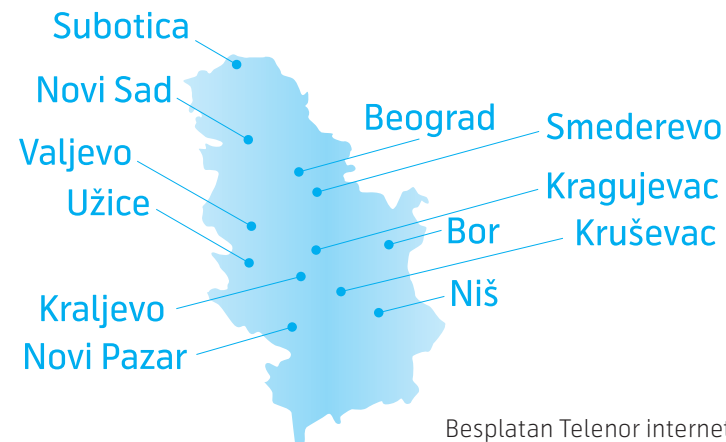 Subotica
Novi Sad
Beograd
Smederevo
Valjevo
Kragujevac
Užice
Bor
Kruševac
Niš
Kraljevo
Novi Pazar
Besplatan Telenor internet